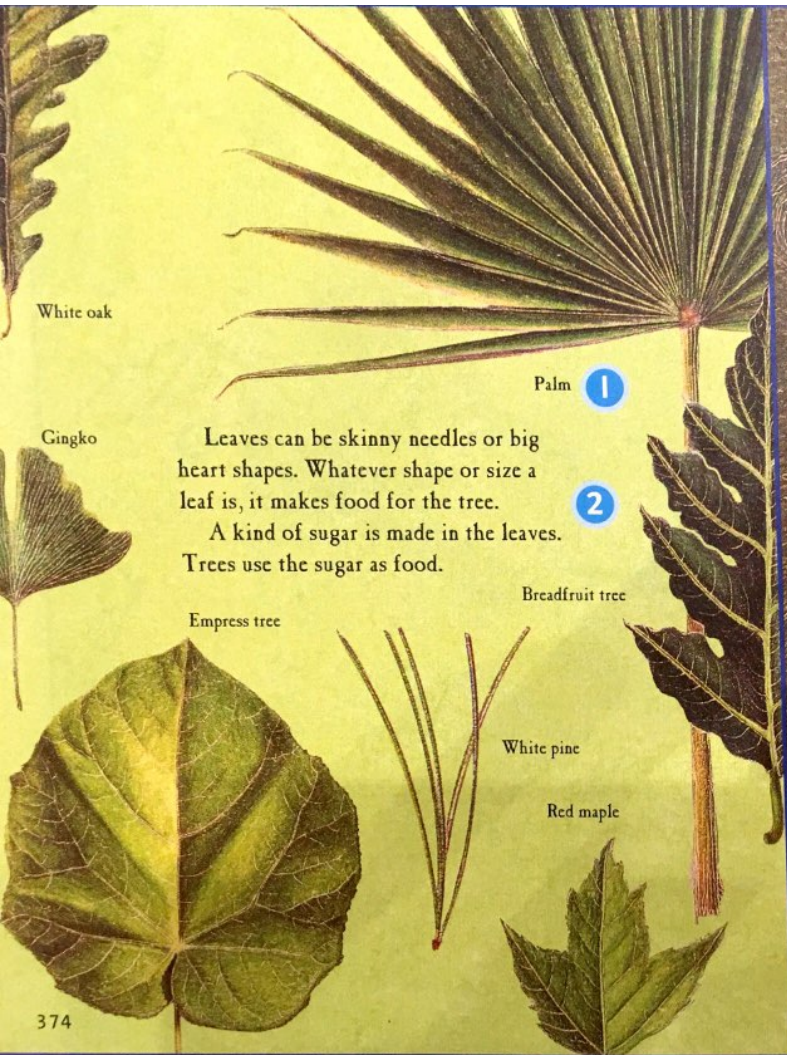 White oak
Palm 1
Gingko
Leaves can be skinny needles or big
heart shapes. Whatever shape or size a
leaf is, it makes food for the tree.
2
A kind of sugar is made in the leaves.
Trees use the sugar as food.
Breadfruit tree
Empress tree
White pine
Red maple
374